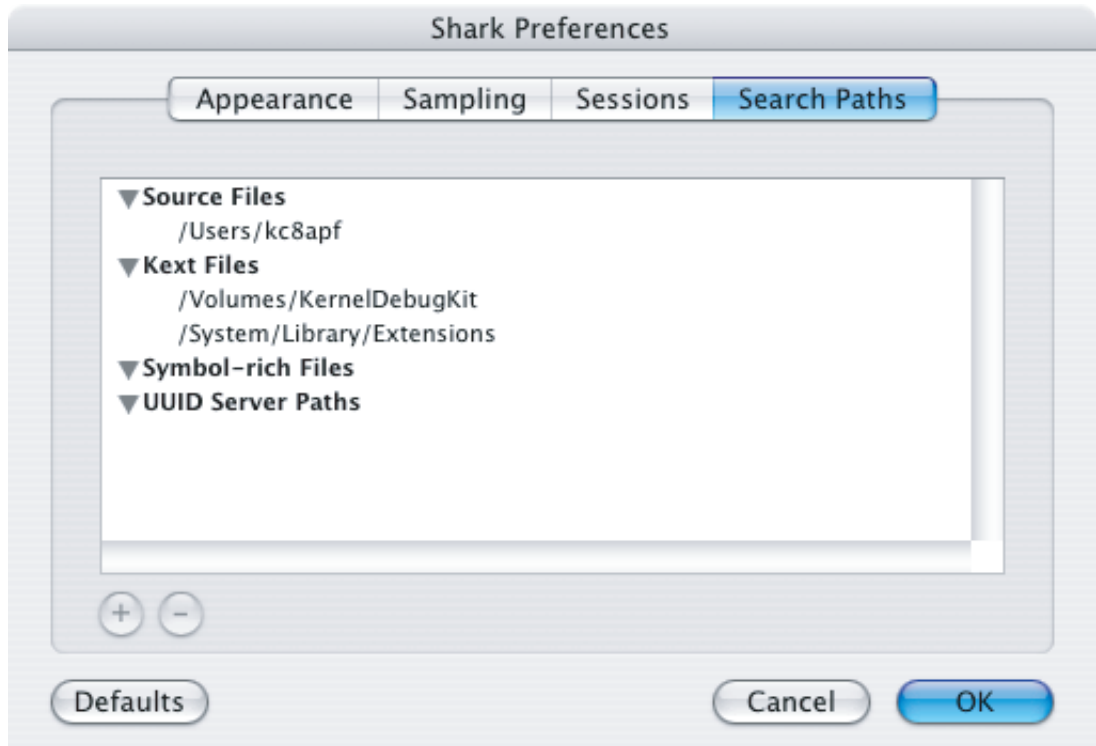 Shark Preferences
Appearance Sampling Sessions Search Paths
Source Files
/Users/kc8apf
Kext Files
/Volumes/KernelDebugKit
/System/Library/Extensions
Symbol-rich Files
UUID Server Paths
+ -
Defaults Cancel OK